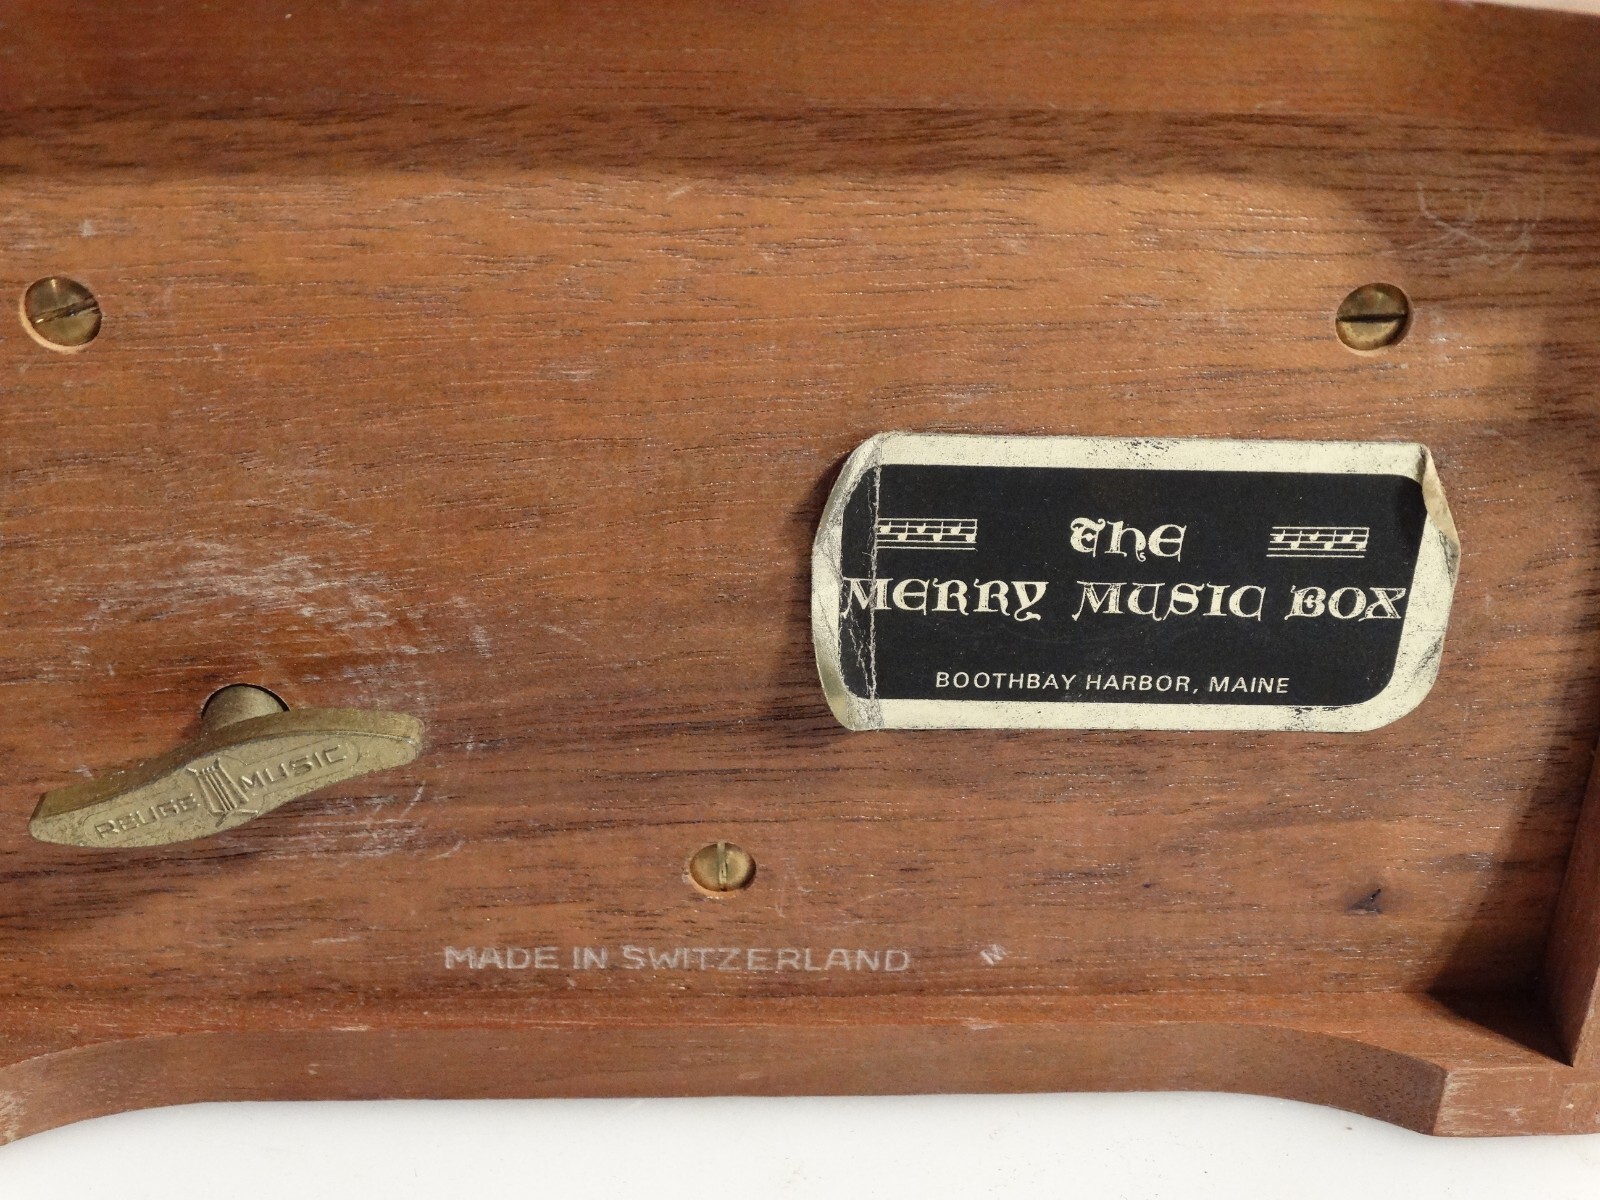 THE
MERRY MUSIC BOX
BOOTHBAY HARBOR, MAINE
REUGE MUSIC
MADE IN SWITZERLAND